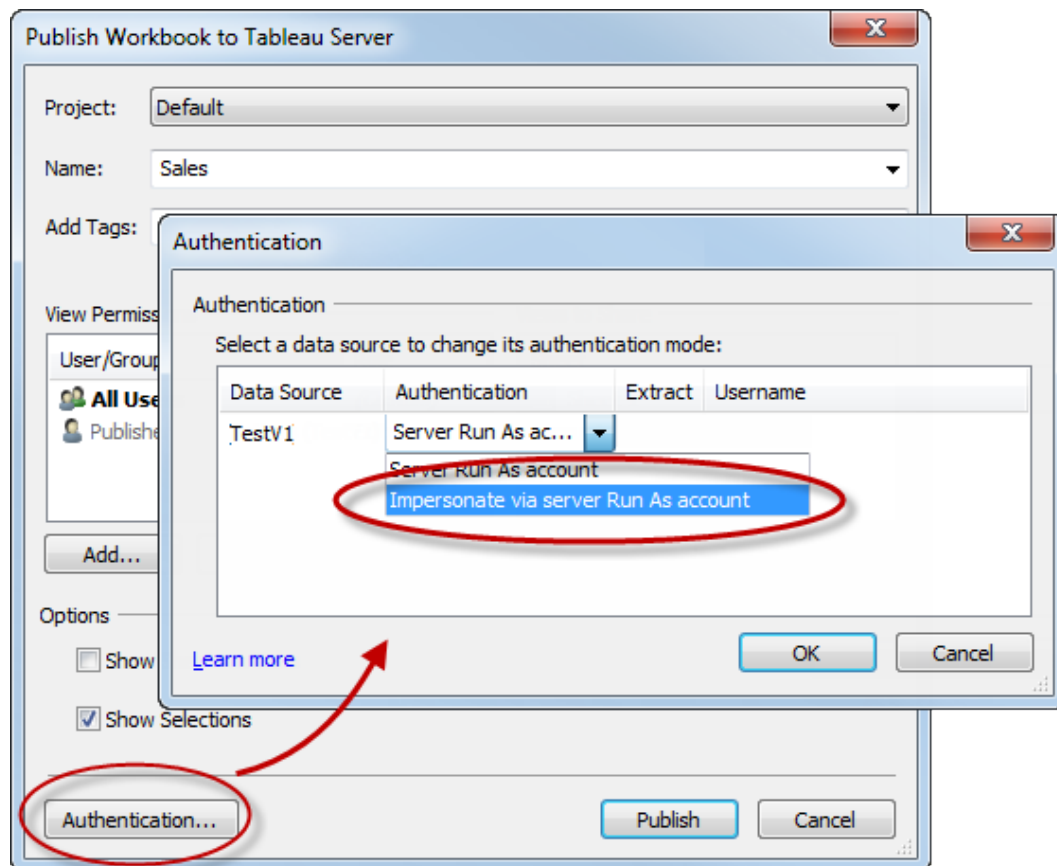 Publish Workbook to Tableau Server
Project: Default
Name: Sales
Add Tags:
Authentication
View Permiss
User/Group
All Use
Publishe
Add...
Options
Show
Show Selections
Authentication...
Publish Cancel
Authentication
Select a data source to change its authentication mode:
Data Source Authentication Extract Username
TestV1 Server Run As ac...
Server Run As account
Impersonate via server Run As account
Learn more
OK Cancel